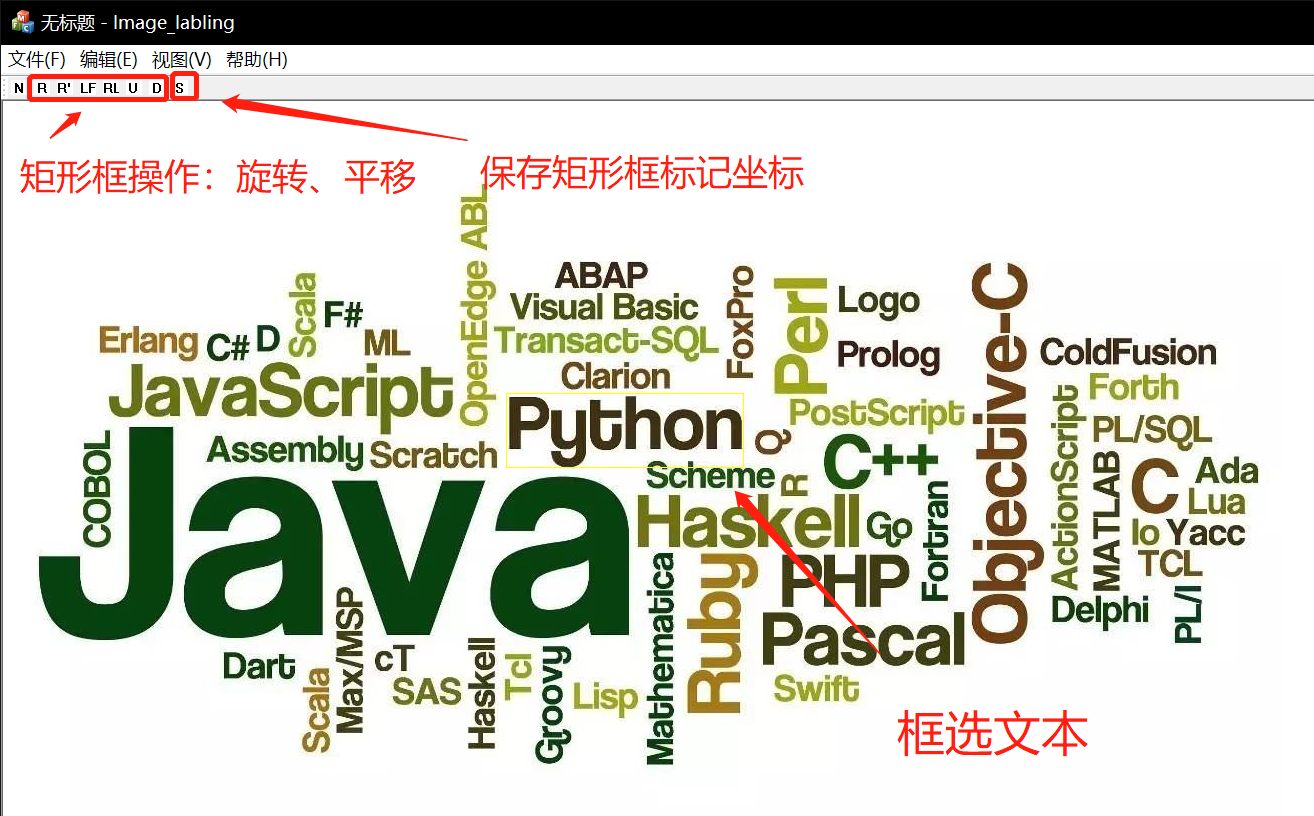 无标题 - Image_labling
文件(F) 编辑(E) 视图(V) 帮助(H)
N R R' LF RL U D S
矩形框操作：旋转、平移
保存矩形框标记坐标
OpenEdge ABL
ABAP
Visual Basic
Transact-SQL
Clarion
FoxPro
Perl
Logo
Prolog
PostScript
Objective-C
ColdFusion
Forth
Erlang
C#
D
Scala
F#
ML
JavaScript
Python
Q
C++
ActionScript
PL/SQL
MATLAB
C
Ada
Lua
Io
Yacc
TCL
COBOL
Assembly
Scratch
Scheme
R
Java
Haskell
Go
Fortran
PHP
Delphi
PL/I
Mathematica
Ruby
Pascal
Swift
Dart
Scala
Max/MSP
cT
SAS
Haskell
Tcl
Groovy
Lisp
框选文本